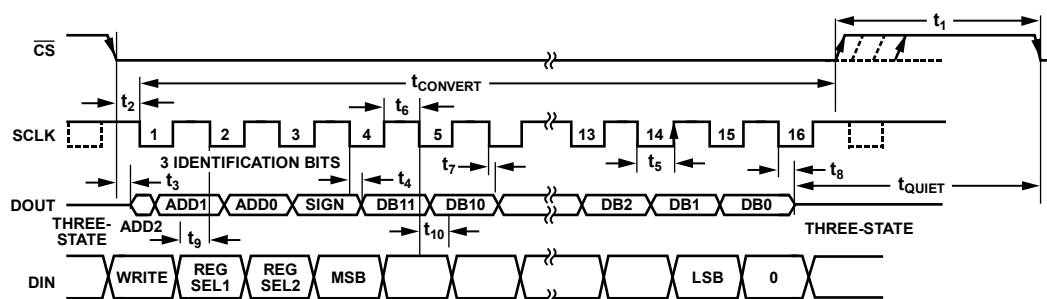 t1
CS
tCONVERT
t2
t6
SCLK
1 2 3 4 5 13 14 15 16
3 IDENTIFICATION BITS
t3
t4
t7
t5
t8
tQUIET
DOUT
ADD1 ADD0 SIGN DB11 DB10 DB2 DB1 DB0
THREE-
STATE
ADD2
THREE-STATE
t9
t10
DIN
WRITE
REG
SEL1
REG
SEL2
MSB
LSB
0